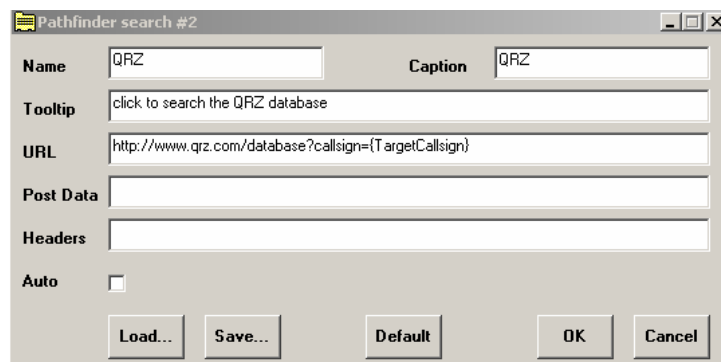 Pathfinder search #2
Name QRZ Caption QRZ
Tooltip click to search the QRZ database
URL http://www.qrz.com/database?callsign={TargetCallsign}
Post Data
Headers
Auto
Load... Save... Default OK Cancel